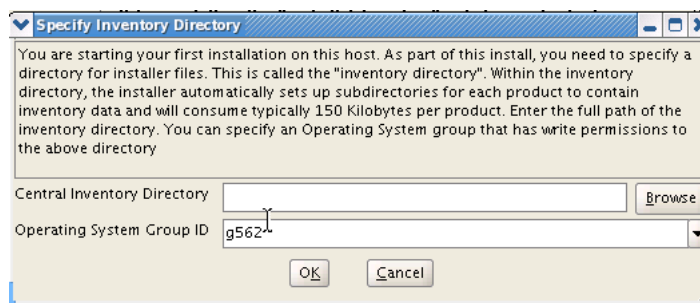 Specify Inventory Directory
You are starting your first installation on this host. As part of this install, you need to specify a
directory for installer files. This is called the "inventory directory". Within the inventory
directory, the installer automatically sets up subdirectories for each product to contain
inventory data and will consume typically 150 Kilobytes per product. Enter the full path of the
inventory directory. You can specify an Operating System group that has write permissions to
the above directory
Central Inventory Directory
Browse
Operating System Group ID
g562
OK
Cancel